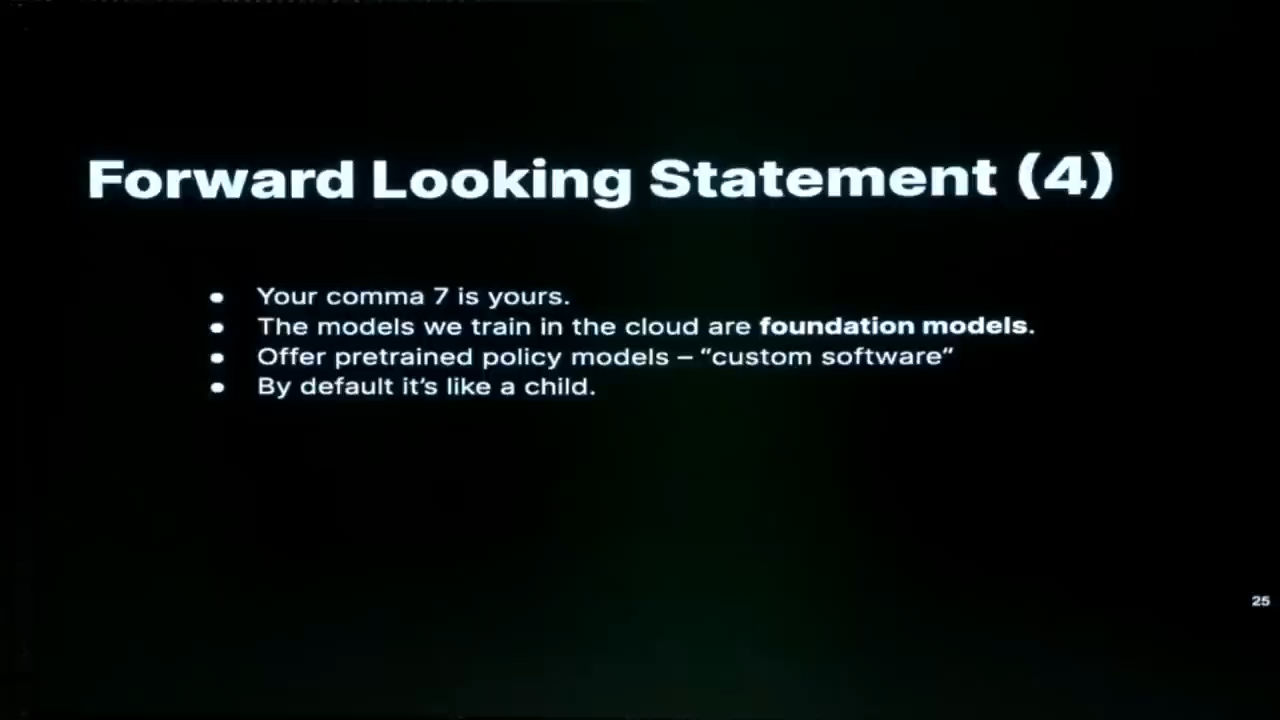 Forward Looking Statement (4)
● Your comma 7 is yours.
● The models we train in the cloud are foundation models.
● Offer pretrained policy models – “custom software”
● By default it’s like a child.
25